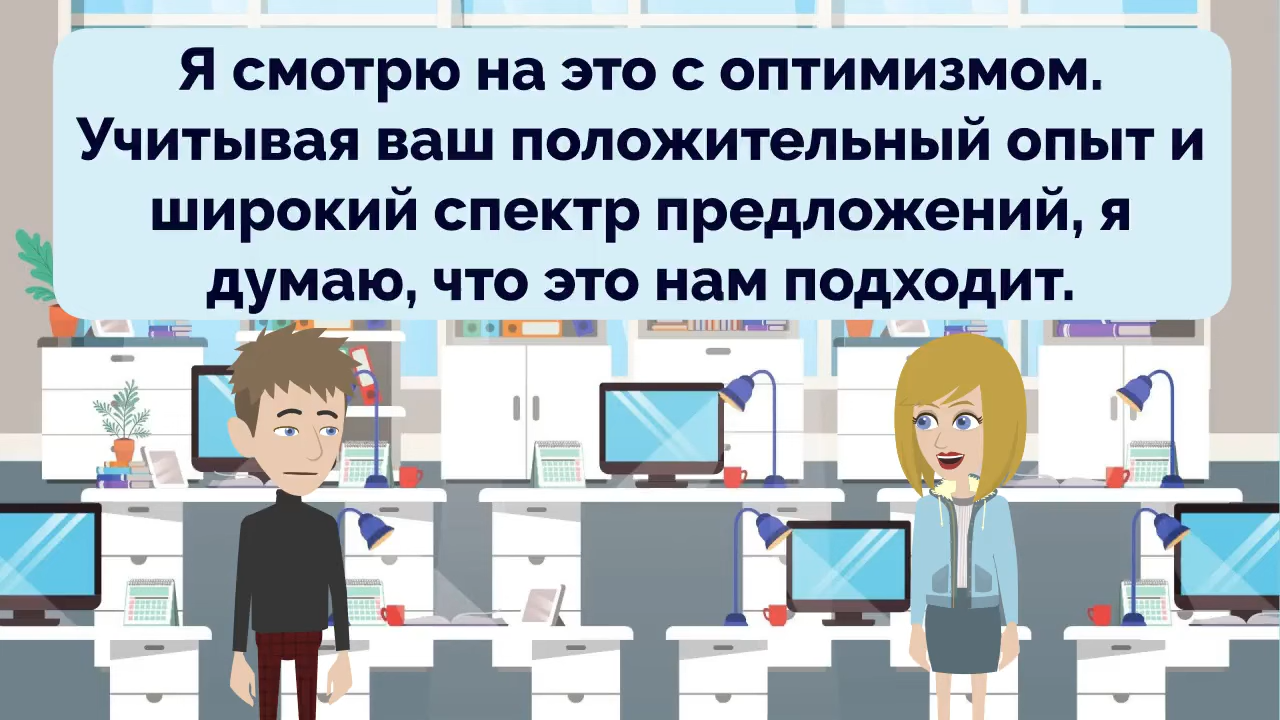 Я смотрю на это с оптимизмом.
Учитывая ваш положительный опыт и
широкий спектр предложений, я
думаю, что это нам подходит.